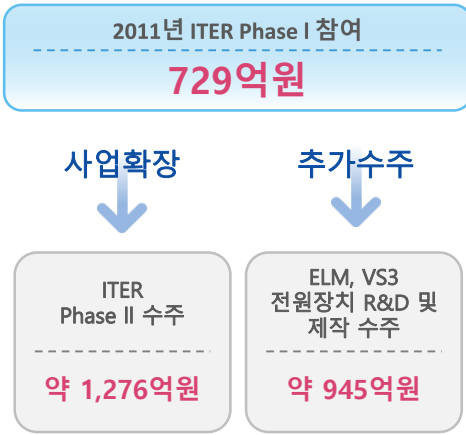 2011년 ITER Phase Ⅰ 참여
729억원
사업확장
추가수주
ITER
Phase Ⅱ 수주
약 1,276억원
ELM, VS3
전원장치 R&D 및
제작 수주
약 945억원